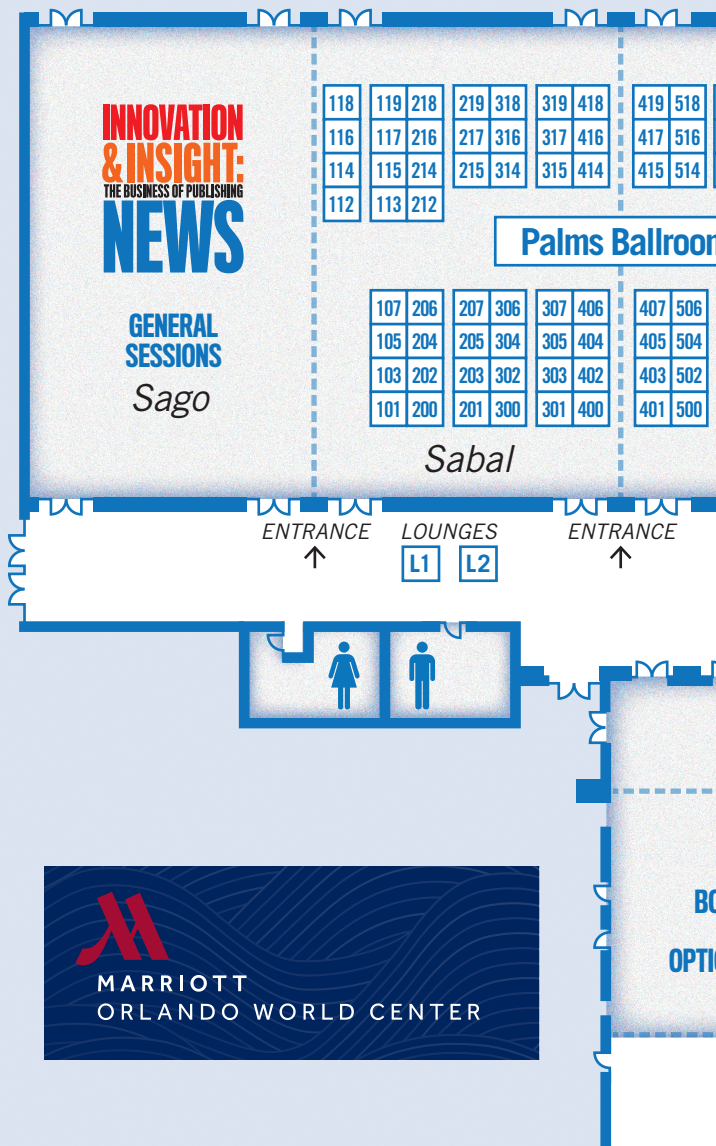 INNOVATION
& INSIGHT:
THE BUSINESS OF PUBLISHING
NEWS
GENERAL
SESSIONS
Sago
118 119 218 219 318 319 418 419 518
116 117 216 217 316 317 416 417 516
114 115 214 215 314 315 414 415 514
112 113 212
Palms Ballroom
107 206 207 306 307 406 407 506
105 204 205 304 305 404 405 504
103 202 203 302 303 402 403 502
101 200 201 300 301 400 401 500
Sabal
ENTRANCE LOUNGES ENTRANCE
L1 L2
BO
OPTIO
MARRIOTT
ORLANDO WORLD CENTER